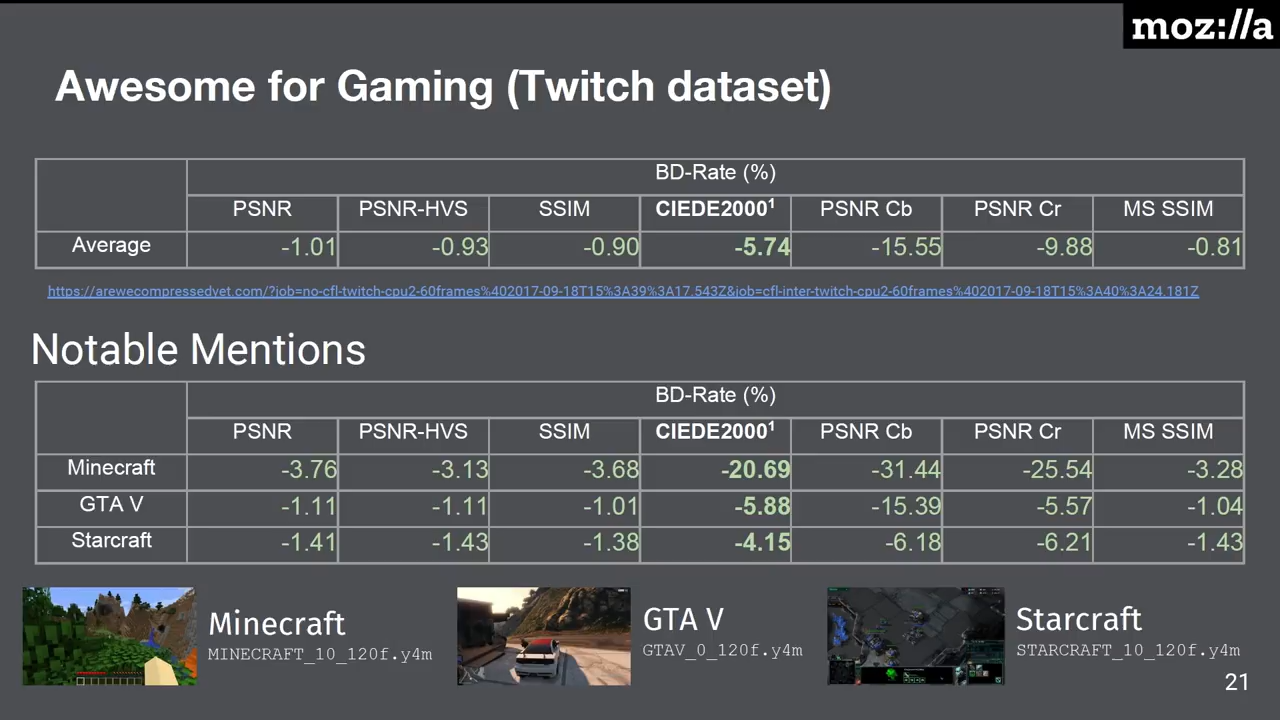 moz://a
Awesome for Gaming (Twitch dataset)
BD-Rate (%)
PSNR PSNR-HVS SSIM CIEDE2000¹ PSNR Cb PSNR Cr MS SSIM
Average -1.01 -0.93 -0.90 -5.74 -15.55 -9.88 -0.81
https://arewecompressedyet.com/?job=no-cfl-twitch-cpu2-60frames%402017-09-18T15%3A39%3A17.543Z&job=cfl-inter-twitch-cpu2-60frames%402017-09-18T15%3A40%3A24.181Z
Notable Mentions
BD-Rate (%)
PSNR PSNR-HVS SSIM CIEDE2000¹ PSNR Cb PSNR Cr MS SSIM
Minecraft -3.76 -3.13 -3.68 -20.69 -31.44 -25.54 -3.28
GTA V -1.11 -1.11 -1.01 -5.88 -15.39 -5.57 -1.04
Starcraft -1.41 -1.43 -1.38 -4.15 -6.18 -6.21 -1.43
Minecraft
MINECRAFT_10_120f.y4m
GTA V
GTAV_0_120f.y4m
Starcraft
STARCRAFT_10_120f.y4m
21